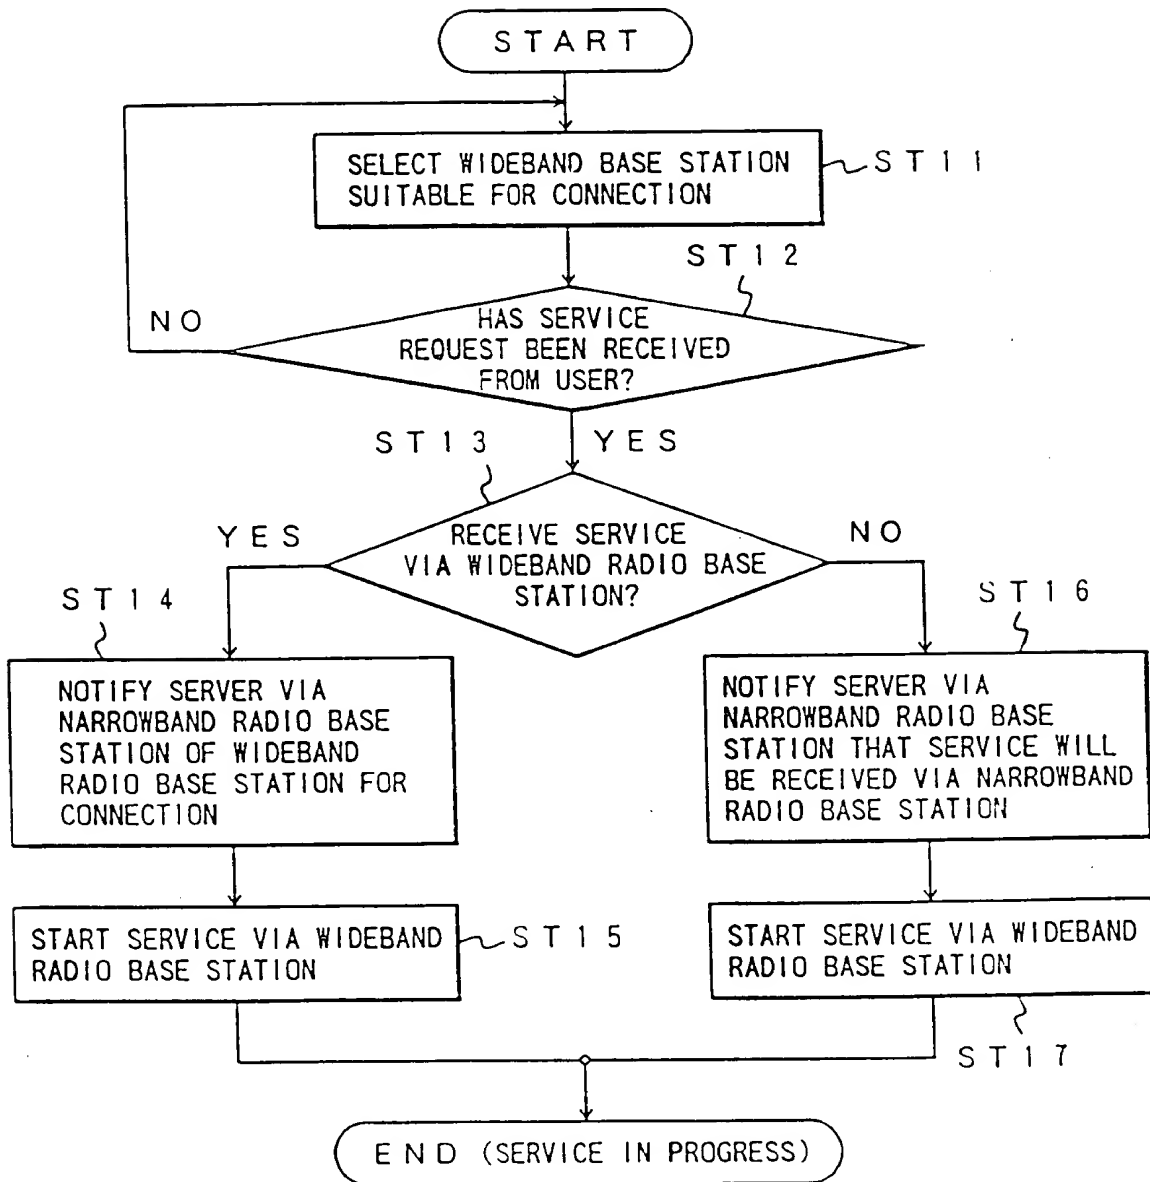 START
SELECT WIDEBAND BASE STATION
SUITABLE FOR CONNECTION
ST11
ST12
HAS SERVICE
REQUEST BEEN RECEIVED
FROM USER?
NO
YES
ST13
RECEIVE SERVICE
VIA WIDEBAND RADIO BASE
STATION?
YES
NO
ST14
NOTIFY SERVER VIA
NARROWBAND RADIO BASE
STATION OF WIDEBAND
RADIO BASE STATION FOR
CONNECTION
ST16
NOTIFY SERVER VIA
NARROWBAND RADIO BASE
STATION THAT SERVICE WILL
BE RECEIVED VIA NARROWBAND
RADIO BASE STATION
START SERVICE VIA WIDEBAND
RADIO BASE STATION
ST15
START SERVICE VIA WIDEBAND
RADIO BASE STATION
ST17
END (SERVICE IN PROGRESS)